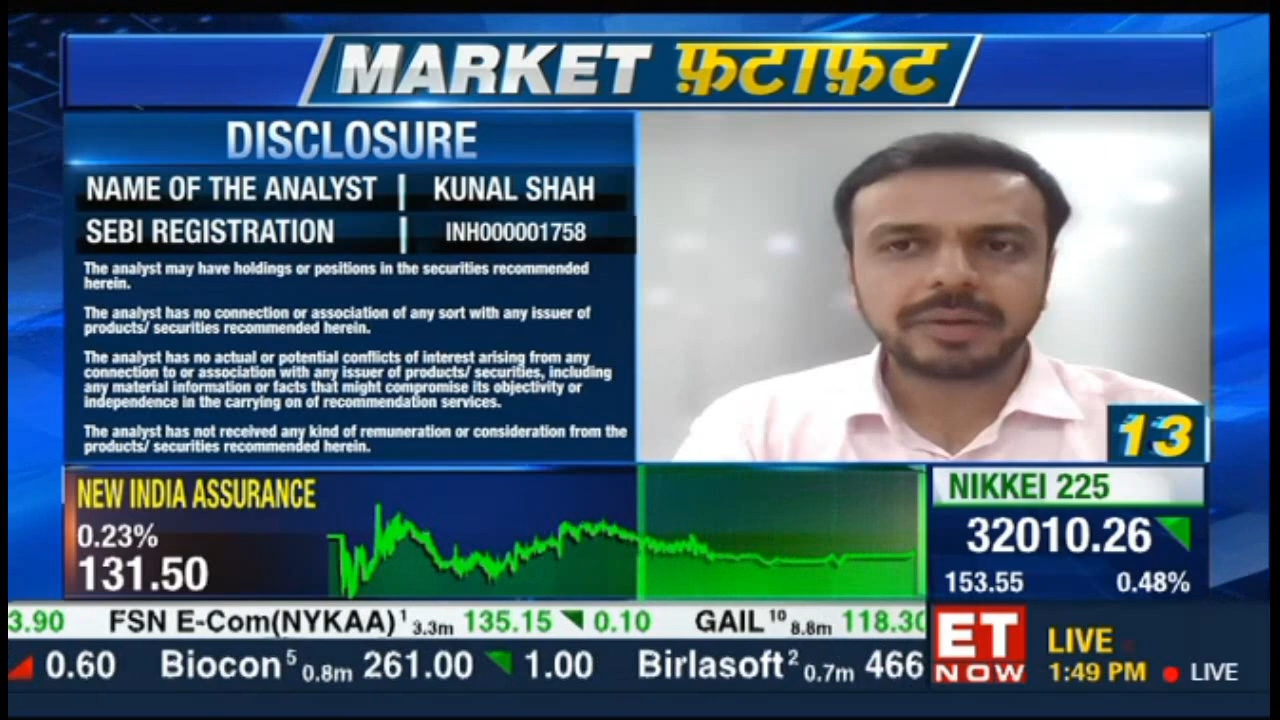 MARKET फ़टाफ़ट
DISCLOSURE
NAME OF THE ANALYST | KUNAL SHAH
SEBI REGISTRATION | INH000001758
The analyst may have holdings or positions in the securities recommended
herein.
The analyst has no connection or association of any sort with any issuer of
products/ securities recommended herein.
The analyst has no actual or potential conflicts of interest arising from any
connection to or association with any issuer of products/ securities, including
any material information or facts that might compromise its objectivity or
independence in the carrying on of recommendation services.
The analyst has not received any kind of remuneration or consideration from the
products/ securities recommended herein.
13
NEW INDIA ASSURANCE
0.23%
131.50
NIKKEI 225
32010.26
153.55 0.48%
3.90 FSN E-Com(NYKAA) 1 3.3m 135.15 0.10 GAIL 10 8.8m 118.30
0.60 Biocon 5 0.8m 261.00 1.00 Birlasoft 2 0.7m 466
ET
NOW
LIVE
1:49 PM
LIVE